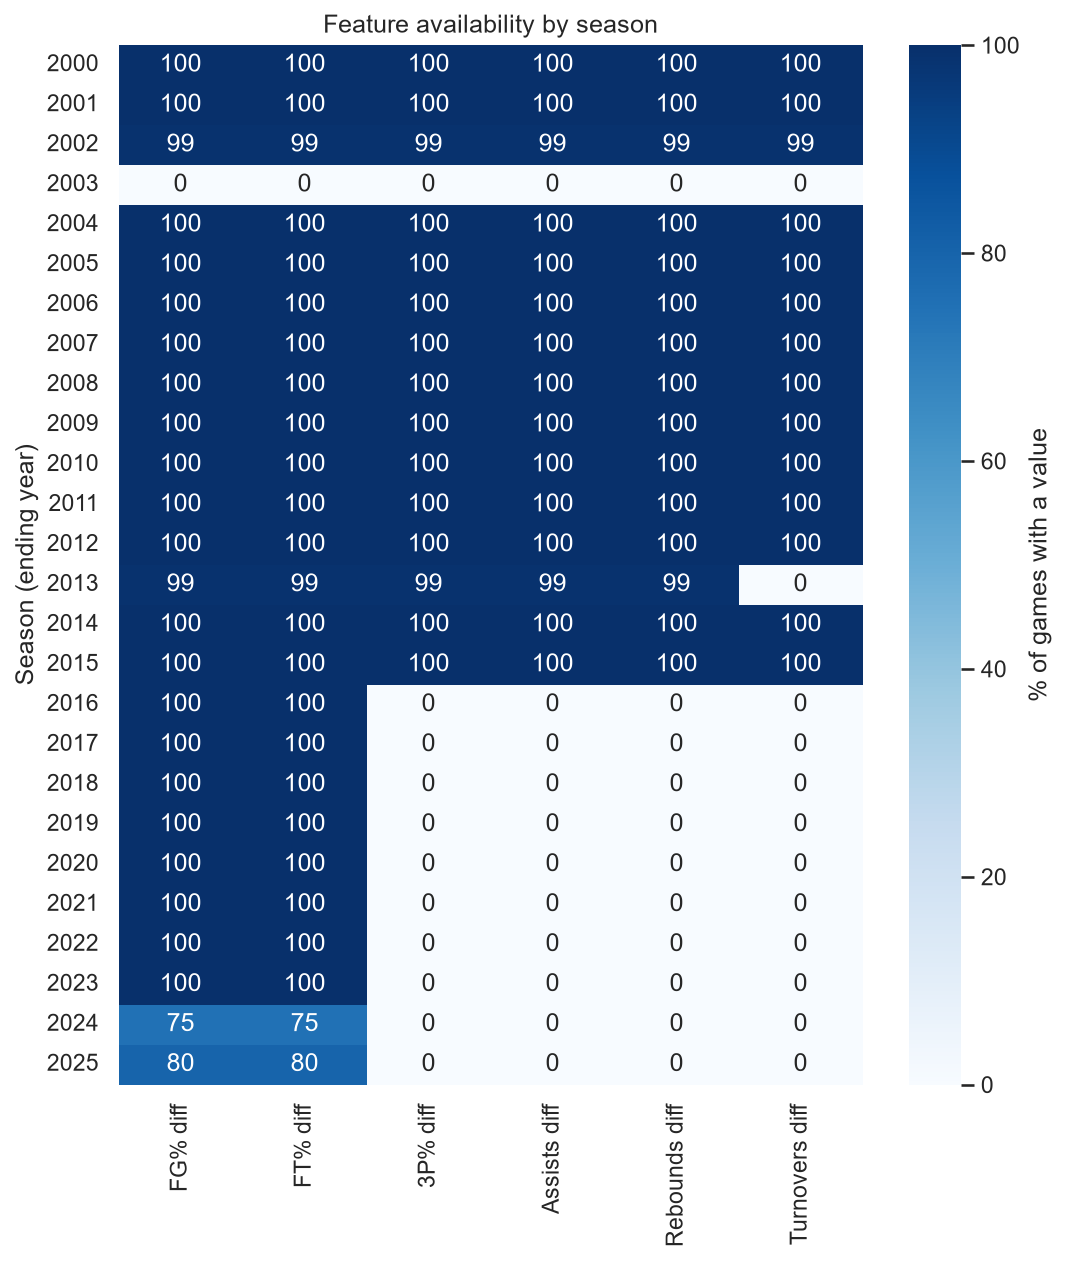 Feature availability by season
Season (ending year)
2000 100 100 100 100 100 100
2001 100 100 100 100 100 100
2002 99 99 99 99 99 99
2003 0 0 0 0 0 0
2004 100 100 100 100 100 100
2005 100 100 100 100 100 100
2006 100 100 100 100 100 100
2007 100 100 100 100 100 100
2008 100 100 100 100 100 100
2009 100 100 100 100 100 100
2010 100 100 100 100 100 100
2011 100 100 100 100 100 100
2012 100 100 100 100 100 100
2013 99 99 99 99 99 0
2014 100 100 100 100 100 100
2015 100 100 100 100 100 100
2016 100 100 0 0 0 0
2017 100 100 0 0 0 0
2018 100 100 0 0 0 0
2019 100 100 0 0 0 0
2020 100 100 0 0 0 0
2021 100 100 0 0 0 0
2022 100 100 0 0 0 0
2023 100 100 0 0 0 0
2024 75 75 0 0 0 0
2025 80 80 0 0 0 0
FG% diff
FT% diff
3P% diff
Assists diff
Rebounds diff
Turnovers diff
100
80
60
40
20
0
% of games with a value